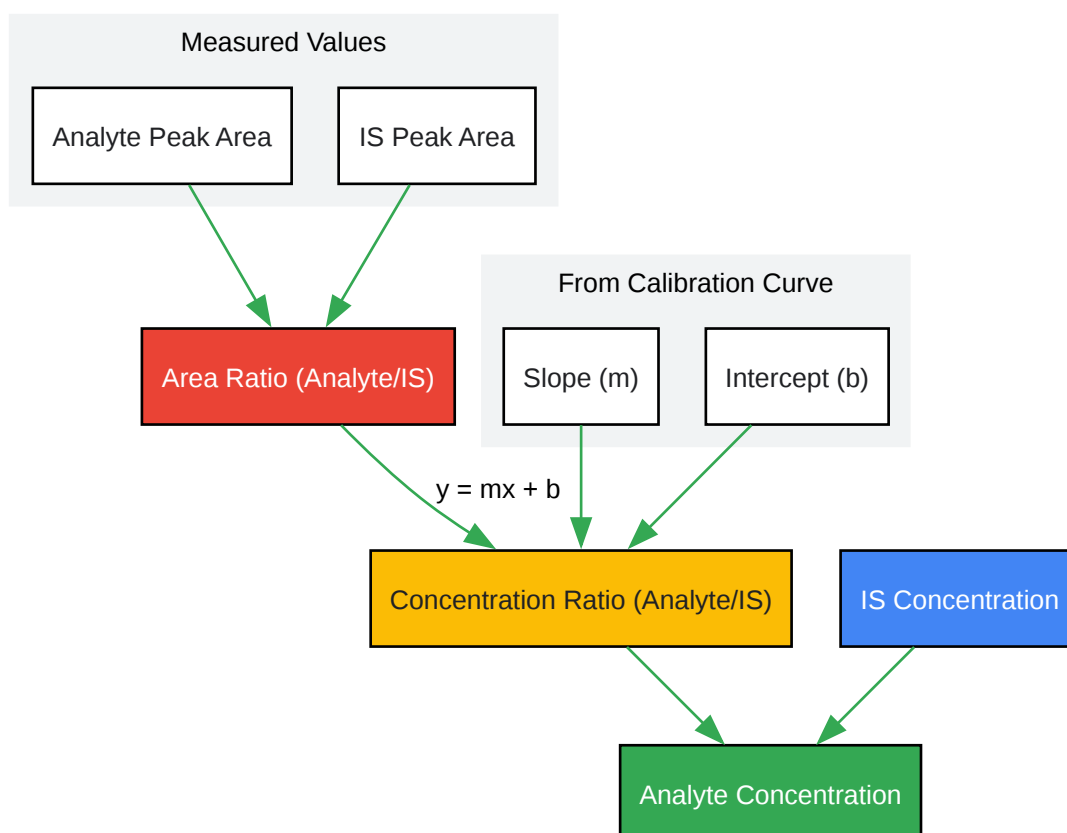 Measured Values
Analyte Peak Area
IS Peak Area
From Calibration Curve
Area Ratio (Analyte/IS)
Slope (m)
Intercept (b)
y = mx + b
Concentration Ratio (Analyte/IS)
IS Concentration
Analyte Concentration